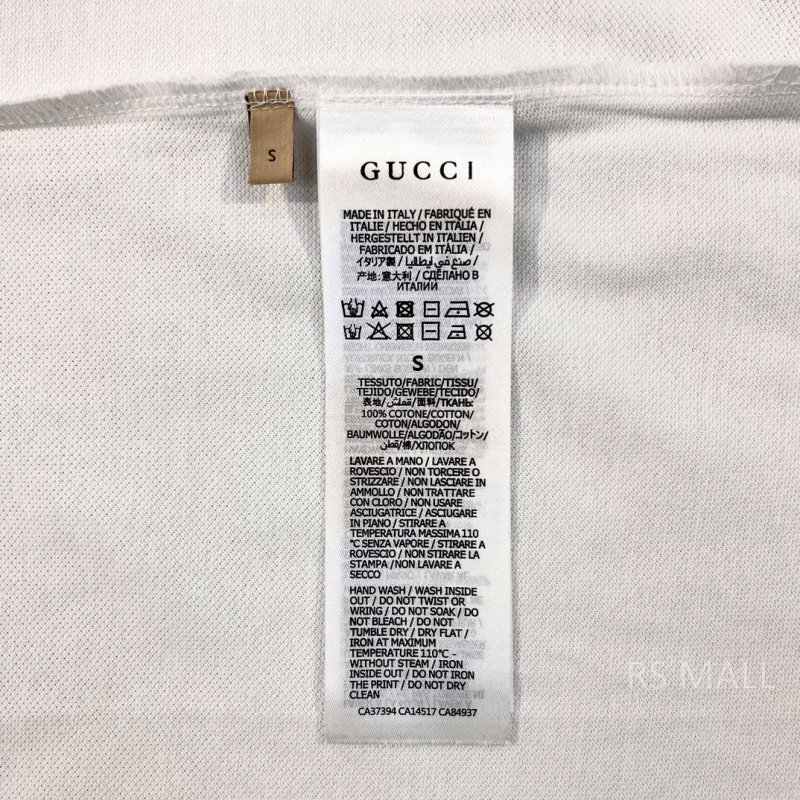 S
GUCCI
MADE IN ITALY / FABRIQUÉ EN
ITALIE / HECHO EN ITALIA /
HERGESTELLT IN ITALIEN /
FABRICADO EM ITÀLIA /
イタリア製 / صنع في ايطاليا /
产地: 意大利 / СДЕЛАНО В
ИТАЛИИ
S
TESSUTO/FABRIC/TISSU/
TEJIDO/GEWEBE/TECIDO/
表地/قماش/面料/ТКАНЬ:
100% COTONE/COTTON/
COTON/ALGODON/
BAUMWOLLE/ALGODÃO/コットン/
قطن/棉/ХЛОПОК
LAVARE A MANO / LAVARE A
ROVESCIO / NON TORCERE O
STRIZZARE / NON LASCIARE IN
AMMOLLO / NON TRATTARE
CON CLORO / NON USARE
ASCIUGATRICE / ASCIUGARE
IN PIANO / STIRARE A
TEMPERATURA MASSIMA 110
°C SENZA VAPORE / STIRARE A
ROVESCIO / NON STIRARE LA
STAMPA /NON LAVARE A
SECCO
HAND WASH / WASH INSIDE
OUT / DO NOT TWIST OR
WRING / DO NOT SOAK / DO
NOT BLEACH / DO NOT
TUMBLE DRY / DRY FLAT /
IRON AT MAXIMUM
TEMPERATURE 110°C -
WITHOUT STEAM / IRON
INSIDE OUT / DO NOT IRON
THE PRINT / DO NOT DRY
CLEAN
CA37394 CA14517 CA84937
RS MALL